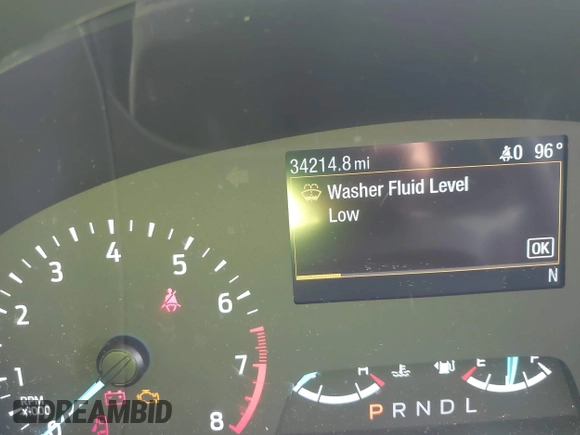 34214.8 mi
0 96°
Washer Fluid Level
Low
OK
N
1 2 3 4 5 6 7 8
RPM
X1000
H
E F
P R N D L
DREAMBID